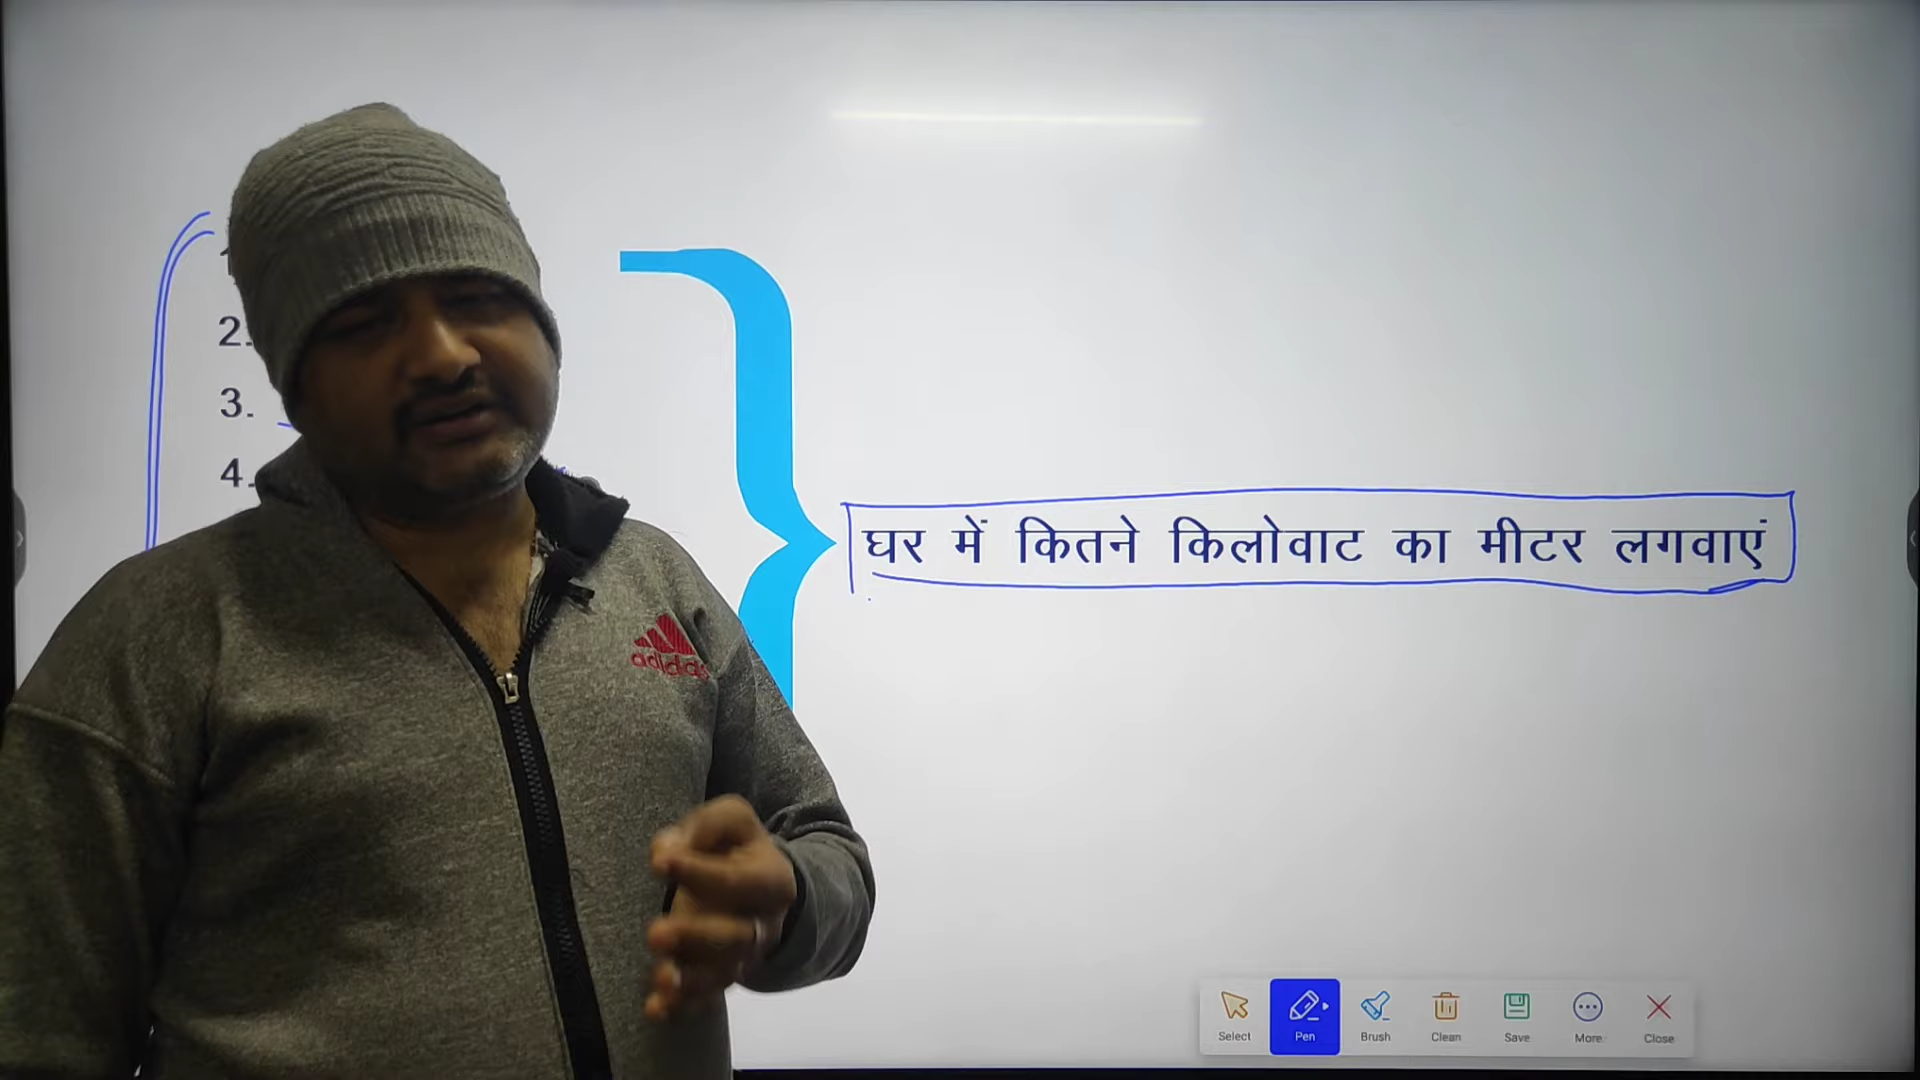 2.
3.
4.
घर में कितने किलोवाट का मीटर लगवाएं
adidas
Select Pen Brush Clean Save More Close